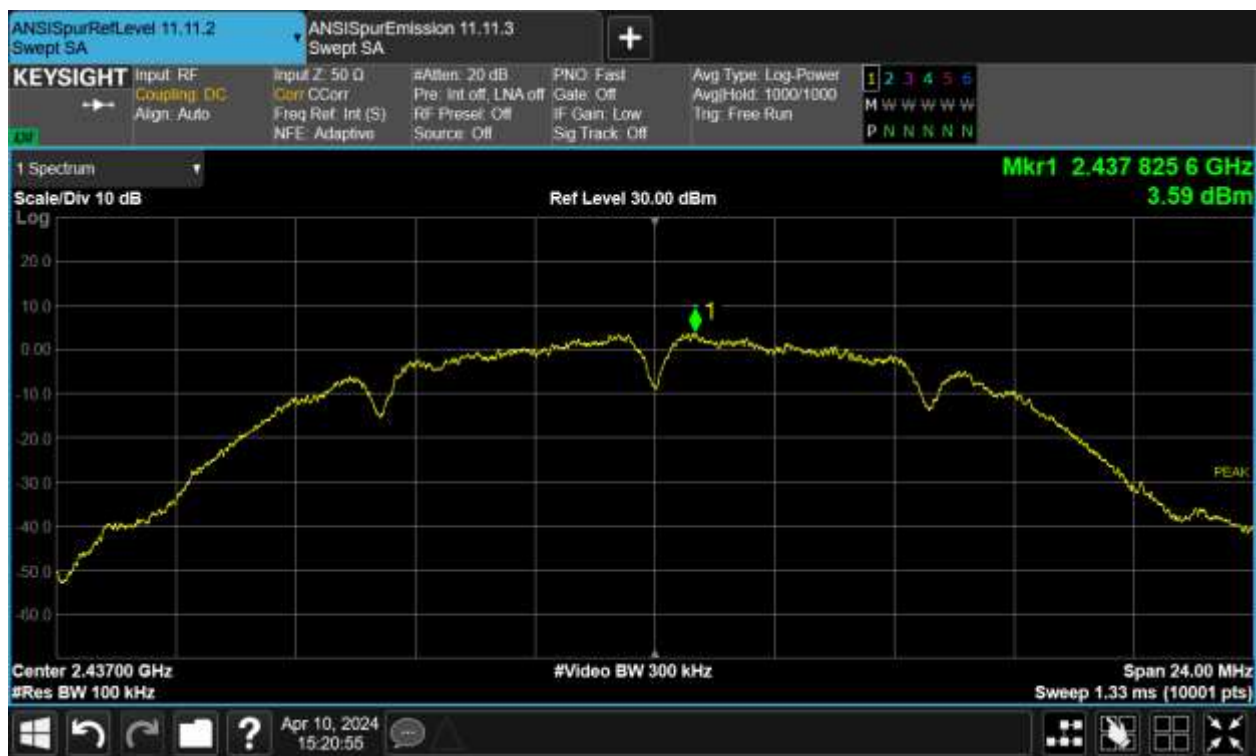 ANSISpurRefLevel 11.11.2
Swept SA
ANSISpurEmission 11.11.3
Swept SA
KEYSIGHT
Input: RF
Coupling: DC
Align: Auto
Input Z: 50 Ω
Corr CCorr
Freq Ref: Int (S)
NFE: Adaptive
#Atten: 20 dB
Pre: Int off, LNA off
RF Presel: Off
Source: Off
PNO: Fast
Gate: Off
IF Gain: Low
Sig Track: Off
Avg Type: Log-Power
Avg|Hold: 1000/1000
Trig: Free Run
1 2 3 4 5 6
M W W W W W
P N N N N N
1 Spectrum
Mkr1 2.437 825 6 GHz
Scale/Div 10 dB
Ref Level 30.00 dBm
3.59 dBm
Log
20.0
10.0
0.00
-10.0
-20.0
-30.0
-40.0
-50.0
-60.0
1
PEAK
Center 2.43700 GHz
#Video BW 300 kHz
Span 24.00 MHz
#Res BW 100 kHz
Sweep 1.33 ms (10001 pts)
?
Apr 10, 2024
15:20:55